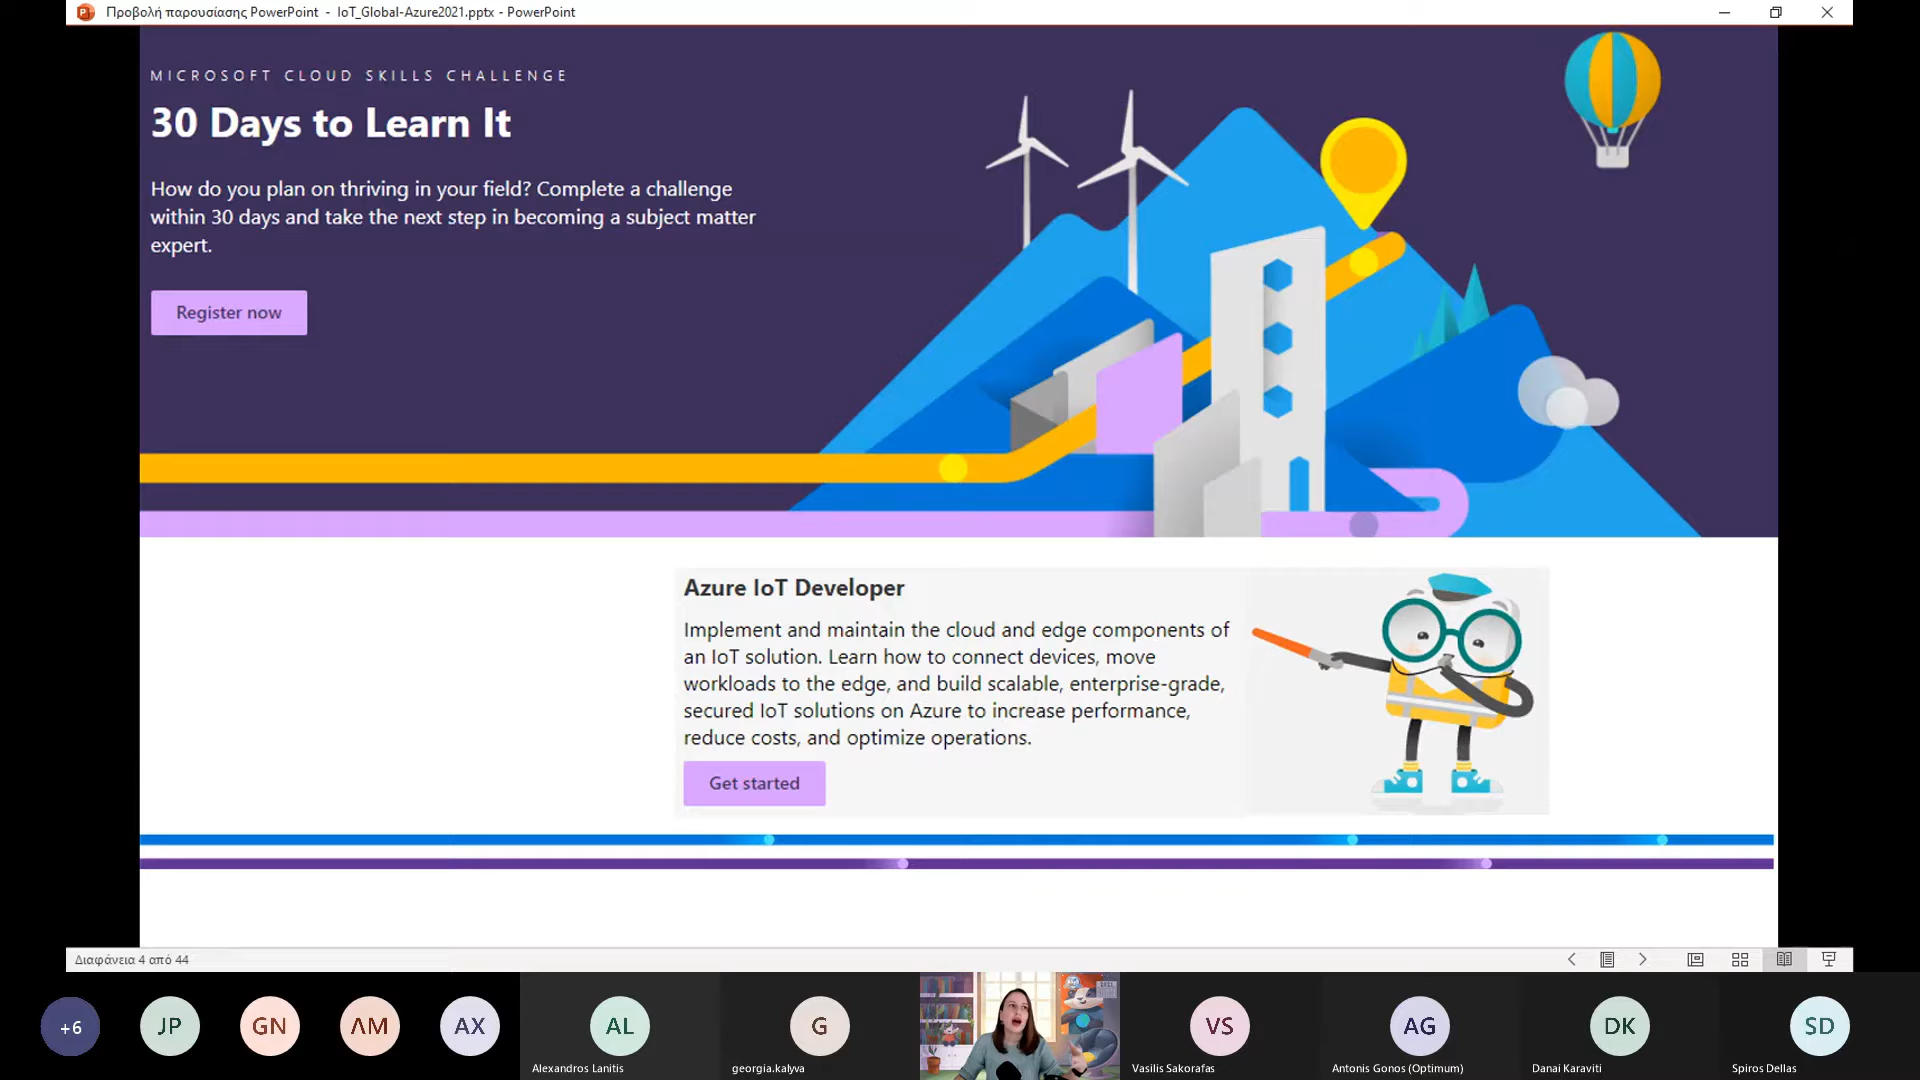 Προβολή παρουσίασης PowerPoint - IoT_Global-Azure2021.pptx - PowerPoint
MICROSOFT CLOUD SKILLS CHALLENGE
30 Days to Learn It
How do you plan on thriving in your field? Complete a challenge
within 30 days and take the next step in becoming a subject matter
expert.
Register now
Azure IoT Developer
Implement and maintain the cloud and edge components of
an IoT solution. Learn how to connect devices, move
workloads to the edge, and build scalable, enterprise-grade,
secured IoT solutions on Azure to increase performance,
reduce costs, and optimize operations.
Get started
Διαφάνεια 4 από 44
+6
JP
GN
ΛM
AX
AL
G
VS
AG
DK
SD
Alexandros Lanitis
georgia.kalyva
Vasilis Sakorafas
Antonis Gonos (Optimum)
Danai Karaviti
Spiros Dellas